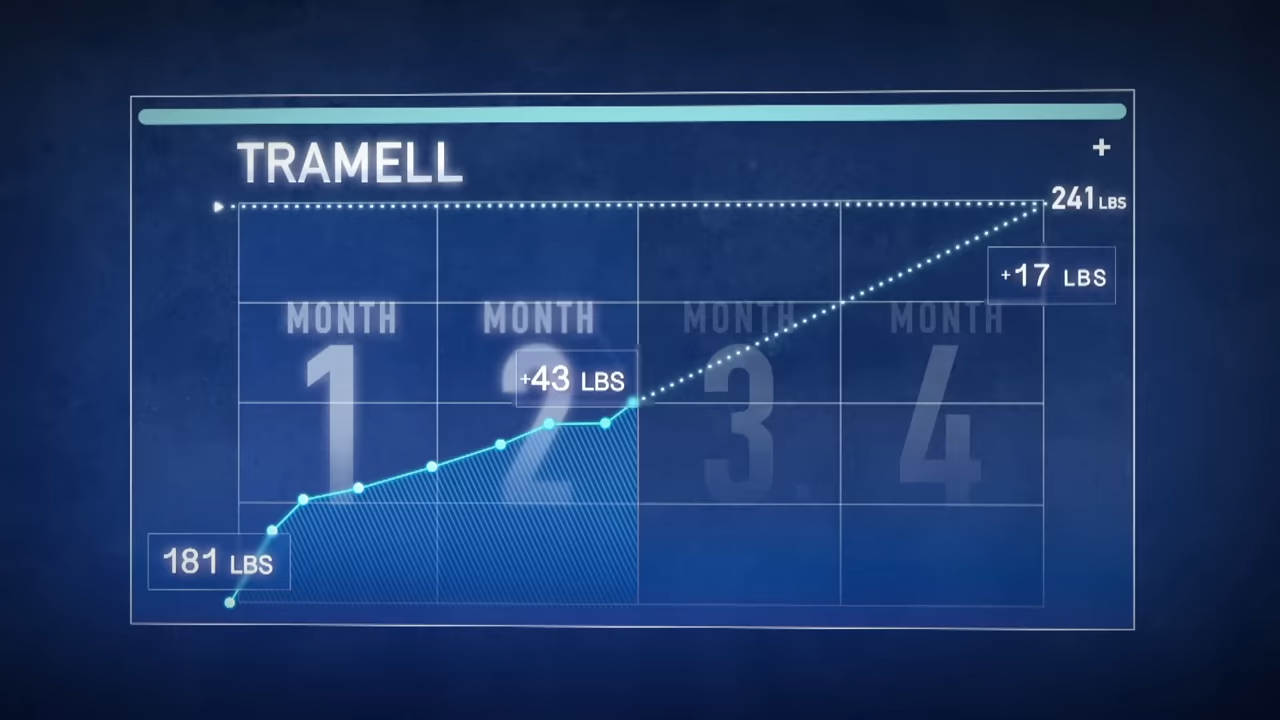 TRAMELL
+
241 LBS
+17 LBS
MONTH 1
MONTH 2
MONTH 3
MONTH 4
+43 LBS
181 LBS